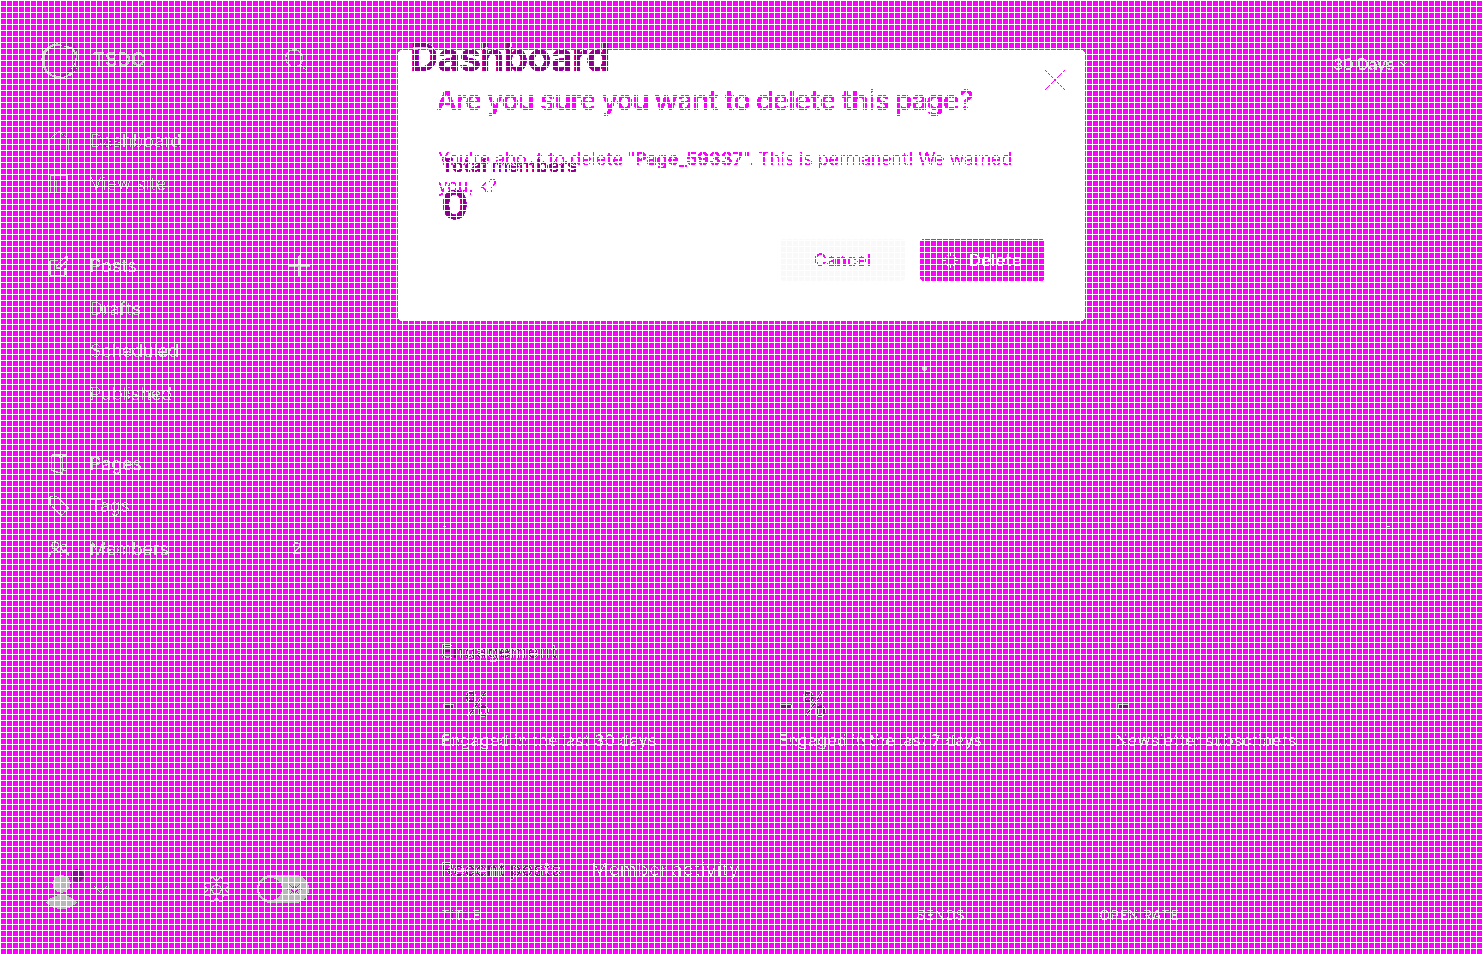 TSDC
Dashboard
30 Days
Are you sure you want to delete this page?
Dashboard
You're about to delete "Page_59337". This is permanent! We warned
you, k?
Total members
0
View site
Cancel
Delete
Posts
Drafts
Scheduled
Published
Pages
Tags
Members
2
Engagement
- %
- %
-
Engaged in the last 30 days
Engaged in the last 7 days
Newsletter subscribers
Recent posts
Member activity
TITLE
SENDS
OPEN RATE